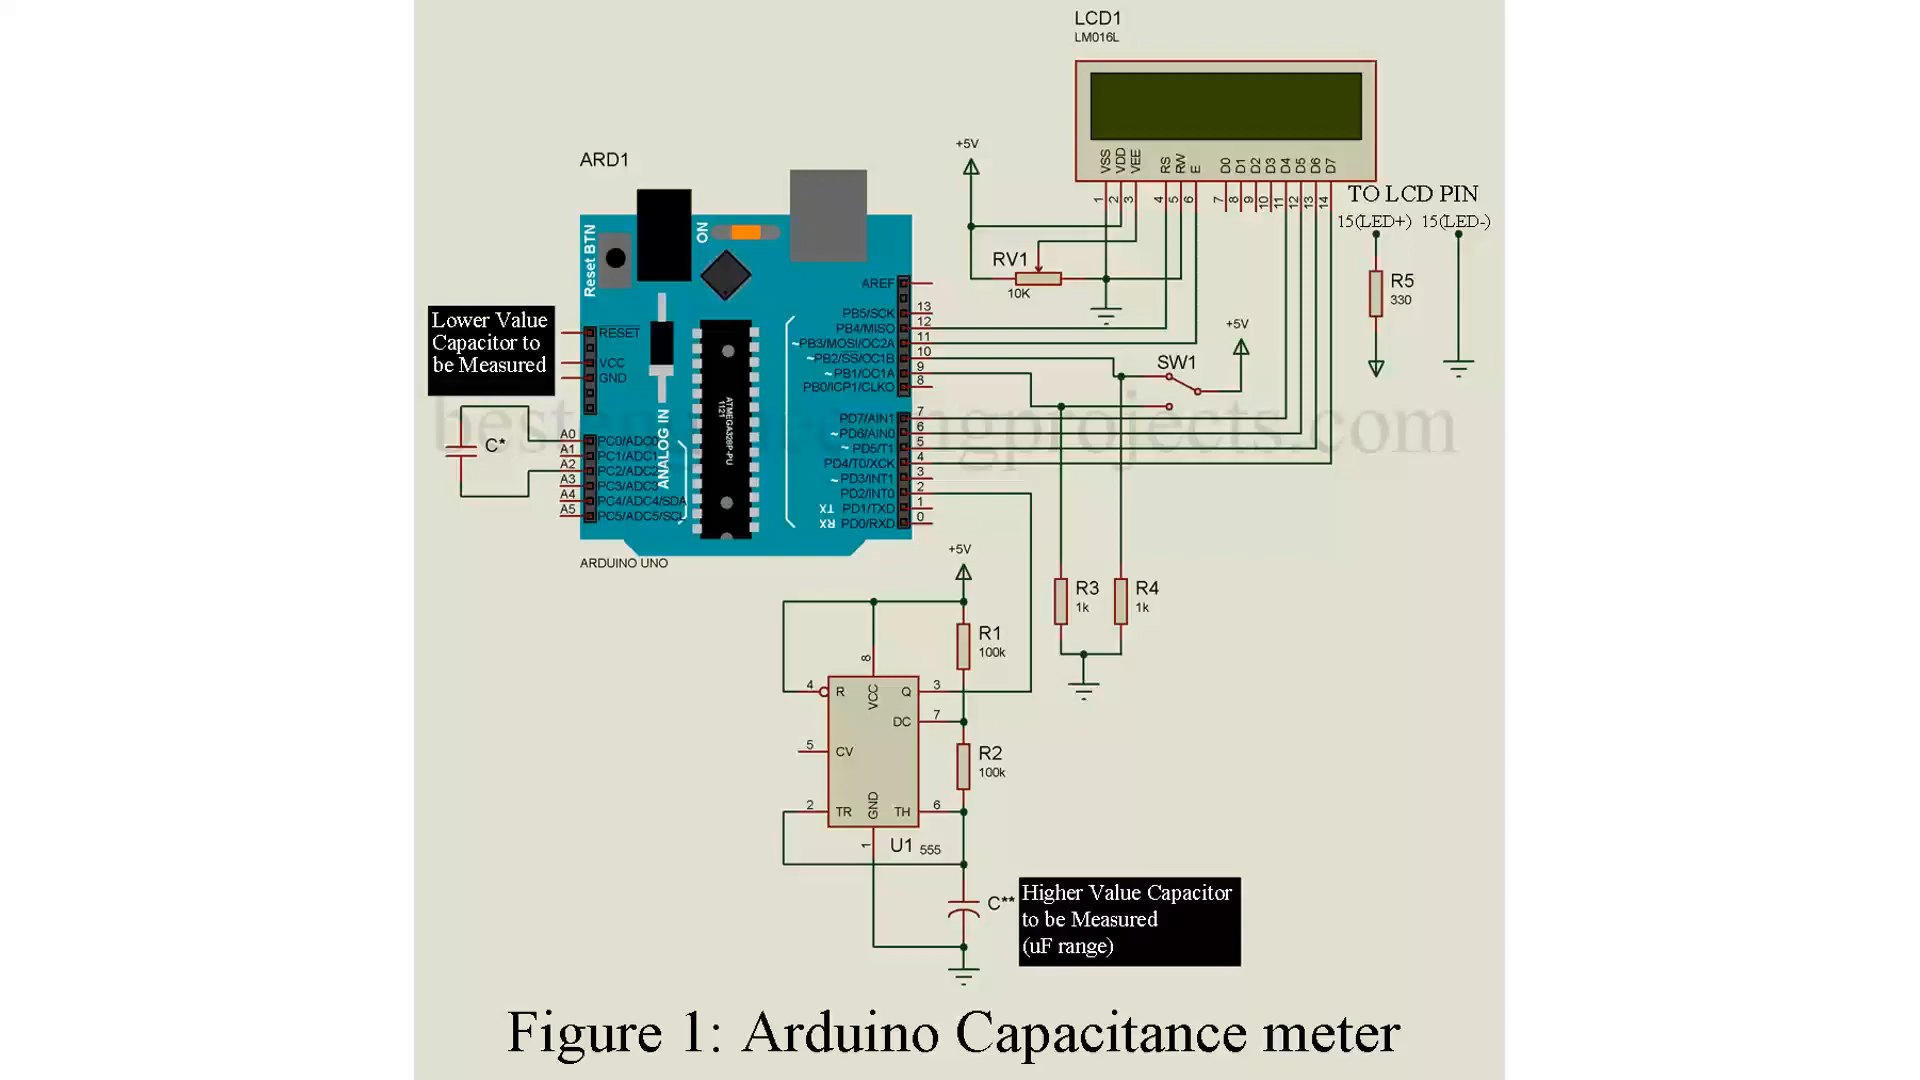 LCD1
LM016L
VSS VDD VEE RS RW E D0 D1 D2 D3 D4 D5 D6 D7
1 2 3 4 5 6 7 8 9 10 11 12 13 14
TO LCD PIN
15(LED+) 15(LED-)
R5
330
+5V
RV1
10K
+5V
SW1
ARD1
Reset BTN
ON
AREF
PB5/SCK 13
PB4/MISO 12
~PB3/MOSI/OC2A 11
~PB2/SS/OC1B 10
~PB1/OC1A 9
PB0/ICP1/CLKO 8
PD7/AIN1 7
~PD6/AIN0 6
~PD5/T1 5
PD4/T0/XCK 4
~PD3/INT1 3
PD2/INT0 2
TX PD1/TXD 1
RX PD0/RXD 0
RESET
VCC
GND
A0 PC0/ADC0
A1 PC1/ADC1
A2 PC2/ADC2
A3 PC3/ADC3
A4 PC4/ADC4/SDA
A5 PC5/ADC5/SCL
ANALOG IN
ATMEGA328P-PU
1121
ARDUINO UNO
Lower Value
Capacitor to
be Measured
C*
bestengineeringprojects.com
+5V
R1
100k
R2
100k
R3
1k
R4
1k
8
4 R VCC Q 3
DC 7
5 CV
2 TR GND TH 6
1
U1 555
C**
Higher Value Capacitor
to be Measured
(uF range)
Figure 1: Arduino Capacitance meter